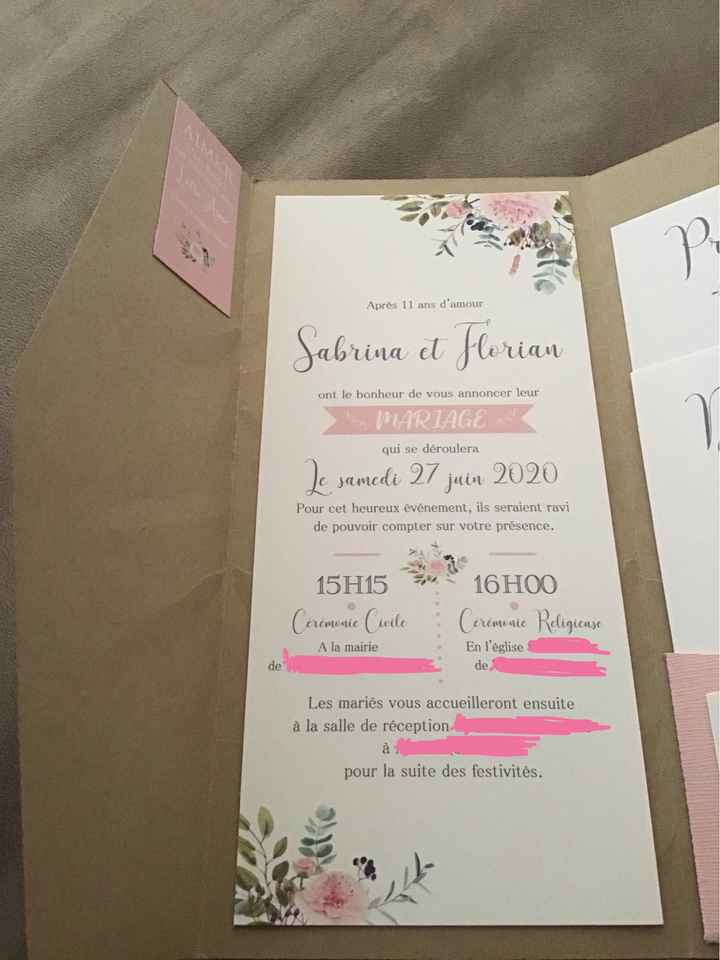 AIMER
Après 11 ans d'amour
Sabrina et Florian
ont le bonheur de vous annoncer leur
MARIAGE
qui se déroulera
Le samedi 27 juin 2020
Pour cet heureux évènement, ils seraient ravi
de pouvoir compter sur votre présence.
15H15
Cérémonie Civile
A la mairie
de
16H00
Cérémonie Religieuse
En l'église
de
Les mariés vous accueilleront ensuite
à la salle de réception
à
pour la suite des festivités.